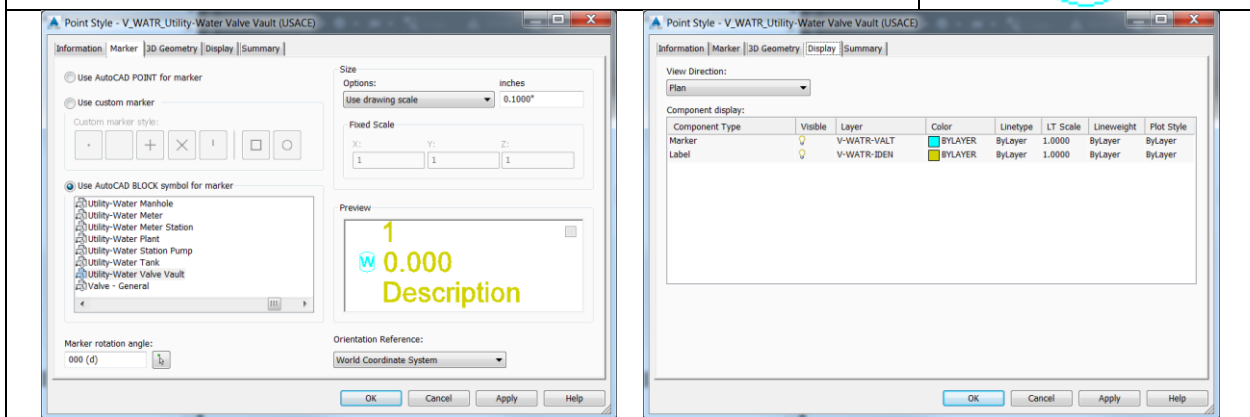 Point Style - V_WATR_Utility-Water Valve Vault (USACE)
Information Marker 3D Geometry Display Summary
Use AutoCAD POINT for marker
Use custom marker
Custom marker style:
Use AutoCAD BLOCK symbol for marker
Utility-Water Manhole
Utility-Water Meter
Utility-Water Meter Station
Utility-Water Plant
Utility-Water Station Pump
Utility-Water Tank
Utility-Water Valve Vault
Valve - General
Marker rotation angle:
000 (d)
Size
Options: inches
Use drawing scale 0.1000"
Fixed Scale
X: Y: Z:
1 1 1
Preview
1
W 0.000
Description
Orientation Reference:
World Coordinate System
OK Cancel Apply Help
Point Style - V_WATR_Utility-Water Valve Vault (USACE)
Information Marker 3D Geometry Display Summary
View Direction:
Plan
Component display:
Component Type Visible Layer Color Linetype LT Scale Lineweight Plot Style
Marker V-WATR-VALT BYLAYER ByLayer 1.0000 ByLayer ByLayer
Label V-WATR-IDEN BYLAYER ByLayer 1.0000 ByLayer ByLayer
OK Cancel Apply Help